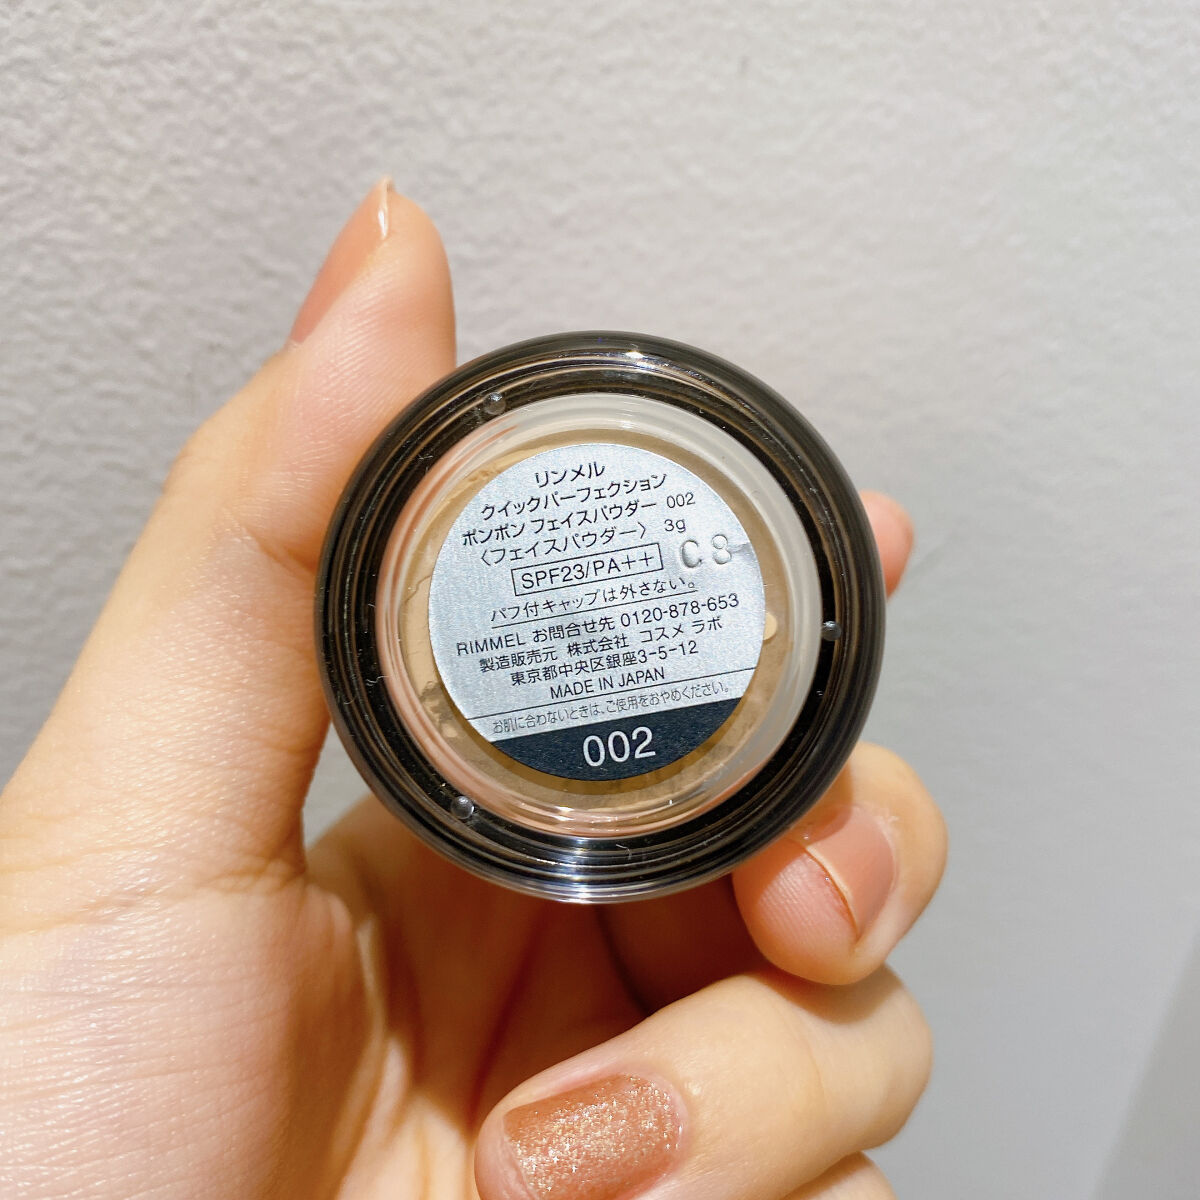 リンメル
クイックパーフェクション
ポンポン フェイスパウダー 002
〈フェイスパウダー〉 3g
SPF23/PA++ C8
パフ付キャップは外さない。
RIMMEL お問合せ先 0120-878-653
製造販売元 株式会社 コスメ ラボ
東京都中央区銀座3-5-12
MADE IN JAPAN
お肌に合わないときは、ご使用をおやめください。
002